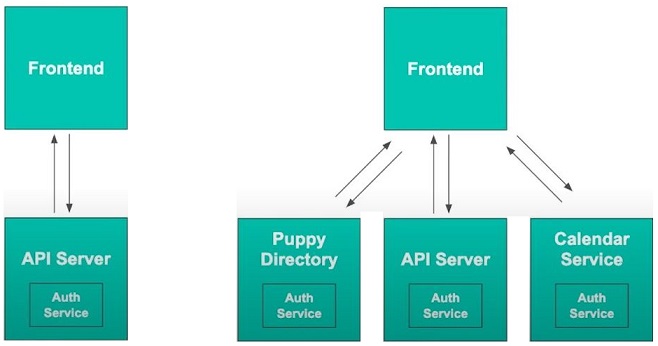 Frontend
API Server
Auth
Service
Frontend
Puppy
Directory
Auth
Service
API Server
Auth
Service
Calendar
Service
Auth
Service